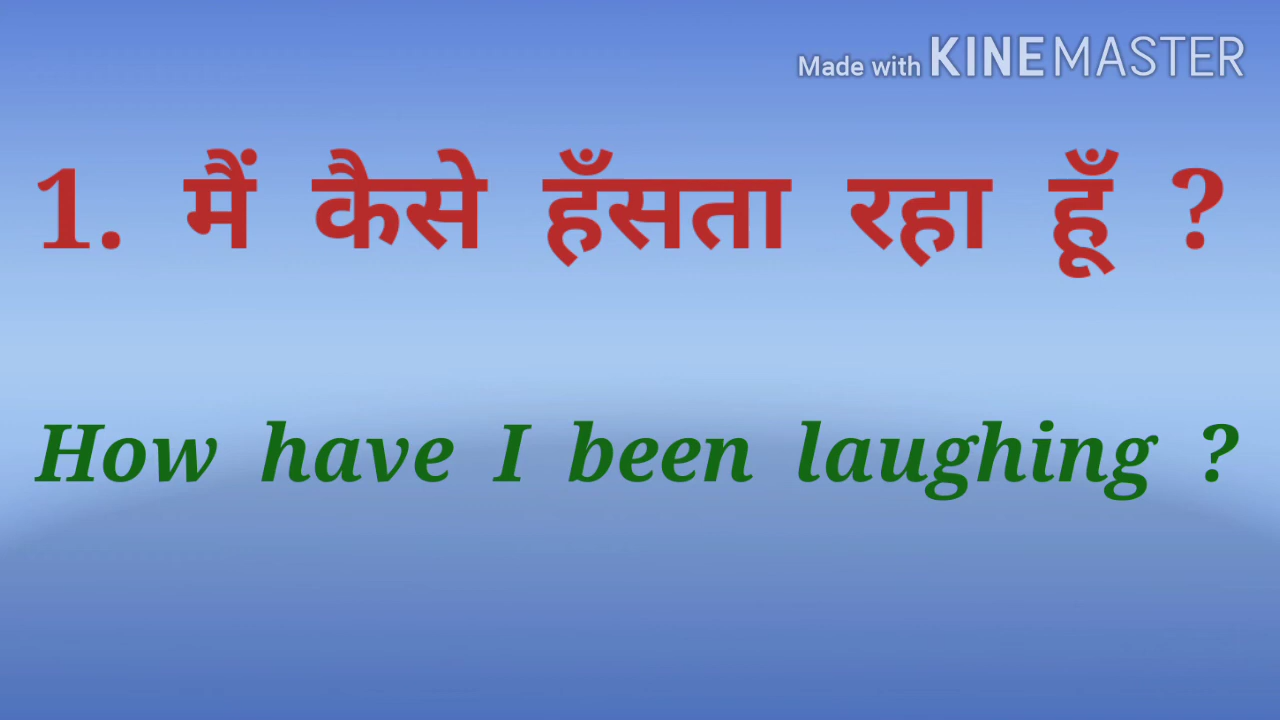 Made with KINEMASTER
1. मैं कैसे हँसता रहा हूँ ?
How have I been laughing ?